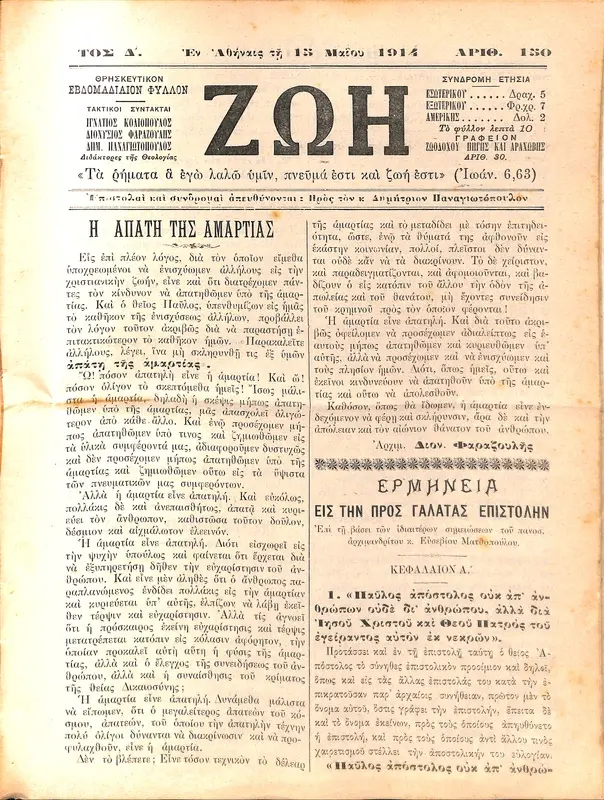 ΤΟΣ Δ΄. Ἐν Ἀθήναις τῇ 15 Μαΐου 1914 ΑΡΙΘ. 150
ΘΡΗΣΚΕΥΤΙΚΟΝ
ΕΒΔΟΜΑΔΙΑΙΟΝ ΦΥΛΛΟΝ
ΤΑΚΤΙΚΟΙ ΣΥΝΤΑΚΤΑΙ
ΙΓΝΑΤΙΟΣ ΚΟΛΙΟΠΟΥΛΟΣ
ΔΙΟΝΥΣΙΟΣ ΦΑΡΑΖΟΥΛΗΣ
ΔΗΜ. ΠΑΝΑΓΙΩΤΟΠΟΥΛΟΣ
Διδάκτορες τῆς Θεολογίας
ΖΩΗ
ΣΥΝΔΡΟΜΗ ΕΤΗΣΙΑ
ΕΣΩΤΕΡΙΚΟΥ...... Δραχ. 5
ΕΞΩΤΕΡΙΚΟΥ...... Φρ.χρ. 7
ΑΜΕΡΙΚΗΣ....... Δολ. 2
Τὸ φύλλον λεπτὰ 10
ΓΡΑΦΕΙΟΝ
ΖΩΟΔΟΧΟΥ ΠΗΓΗΣ ΚΑΙ ΑΡΑΧΩΒΗΣ
ΑΡΙΘ. 30.
«Τὰ ῥήματα ἃ ἐγὼ λαλῶ ὑμῖν, πνεῦμά ἐστι καὶ ζωή ἐστι» (Ἰωάν. 6,63)
Ἐπιστολαὶ καὶ συνδρομαὶ ἀπευθύνονται: Πρὸς τὸν κ. Δημήτριον Παναγιωτόπουλον
Η ΑΠΑΤΗ ΤΗΣ ΑΜΑΡΤΙΑΣ
Εἷς ἐπὶ πλέον λόγος, διὰ τὸν ὁποῖον εἴμεθα
ὑποχρεωμένοι νὰ ἐνισχύωμεν ἀλλήλους εἰς τὴν
χριστιανικὴν ζωήν, εἶνε καὶ ὅτι διατρέχομεν πάν-
τες τὸν κίνδυνον νὰ ἀπατηθῶμεν ὑπὸ τῆς ἁμαρ-
τίας. Καὶ ὁ θεῖος Παῦλος, ὑπενθυμίζων εἰς ἡμᾶς
τὸ καθῆκον τῆς ἐνισχύσεως ἀλλήλων, προβάλλει
τὸν λόγον τοῦτον ἀκριβῶς διὰ νὰ παραστήσῃ ἐ-
πιτακτικώτερον τὸ καθῆκον ἡμῶν. «Παρακαλεῖτε
ἀλλήλους, λέγει, ἵνα μὴ σκληρυνθῇ τις ἐξ ὑμῶν
ἀπάτῃ τῆς ἁμαρτίας».
Ὤ! πόσον ἀπατηλὴ εἶνε ἡ ἁμαρτία! Καὶ ὤ!
πόσον ὀλίγον τὸ σκεπτόμεθα ἡμεῖς! Ἴσως μάλι-
στα ἡ ἁμαρτία, δηλαδὴ ἡ σκέψις μήπως ἀπατη-
θῶμεν ὑπὸ τῆς ἁμαρτίας, μᾶς ἀπασχολεῖ ὀλιγώ-
τερον ἀπὸ κάθε ἄλλο. Καὶ ἐνῷ προσέχομεν μή-
πως ἀπατηθῶμεν ὑπό τινος καὶ ζημιωθῶμεν εἰς
τὰ ὑλικὰ συμφέροντά μας, ἀδιαφοροῦμεν δυστυχῶς
καὶ δὲν προσέχομεν μήπως ἀπατηθῶμεν ὑπὸ τῆς
ἁμαρτίας καὶ ζημιωθῶμεν οὕτω εἰς τὰ ὕψιστα
τῶν πνευματικῶν μας συμφερόντων.
Ἀλλὰ ἡ ἁμαρτία εἶνε ἀπατηλή. Καὶ εὐκόλως,
πολλάκις δὲ καὶ ἀνεπαισθήτως, ἀπατᾷ καὶ κυρι-
εύει τὸν ἄνθρωπον, καθιστῶσα τοῦτον δοῦλον,
δέσμιον καὶ αἰχμάλωτον ἐλεεινόν.
Ἡ ἁμαρτία εἶνε ἀπατηλή. Διότι εἰσχωρεῖ εἰς
τὴν ψυχὴν ὑπούλως καὶ φαίνεται ὅτι ἔρχεται διὰ
νὰ ἐξυπηρετήσῃ δῆθεν τὴν εὐχαρίστησιν τοῦ ἀν-
θρώπου. Καὶ εἶνε μὲν ἀληθὲς ὅτι ὁ ἄνθρωπος πα-
ραπλανώμενος ἐνδίδει πολλάκις εἰς τὴν ἁμαρτίαν
καὶ κυριεύεται ὑπ' αὐτῆς, ἐλπίζων νὰ λάβῃ ἐκεῖ-
θεν τέρψιν καὶ εὐχαρίστησιν. Ἀλλὰ τίς ἀγνοεῖ
ὅτι ἡ πρόσκαιρος ἐκείνη εὐχαρίστησις καὶ τέρψις
μετατρέπεται κατόπιν εἰς κόλασιν ἀφόρητον, τὴν
ὁποίαν προκαλεῖ αὐτὴ αὕτη ἡ φύσις τῆς ἁμαρ-
τίας, ἀλλὰ καὶ ὁ ἔλεγχος τῆς συνειδήσεως τοῦ ἀν-
θρώπου, ἀλλὰ καὶ ἡ συναίσθησις τοῦ κρίματος
τῆς θείας Δικαιοσύνης;
Ἡ ἁμαρτία εἶνε ἀπατηλή. Δυνάμεθα μάλιστα
νὰ εἴπωμεν, ὅτι ὁ μεγαλείτερος ἀπατεὼν τοῦ κό-
σμου, ἀπατεών, τοῦ ὁποίου τὴν ἀπατηλὴν τέχνην
πολὺ ὀλίγοι δύνανται νὰ διακρίνωσιν καὶ νὰ προ-
φυλαχθοῦν, εἶνε ἡ ἁμαρτία.
Δὲν τὸ βλέπετε; Εἶνε τόσον τεχνικὸν τὸ δέλεαρ
τῆς ἁμαρτίας καὶ τὸ μεταδίδει μὲ τόσην ἐπιτηδει-
ότητα, ὥστε, ἐνῷ τὰ θύματά της ἀφθονοῦν εἰς
ἑκάστην κοινωνίαν, πολλοί, πλεῖστοι δὲν δύναν-
ται οὐδὲ κἂν νὰ τὰ διακρίνουν. Τὸ δὲ χείριστον,
καὶ παραδειγματίζονται, καὶ ἀφομοιοῦνται, καὶ βα-
δίζουν ὁ εἷς κατόπιν τοῦ ἄλλου τὴν ὁδὸν τῆς ἀ-
πωλείας καὶ τοῦ θανάτου, μὴ ἔχοντες συνείδησιν
τοῦ κρημνοῦ πρὸς τὸν ὁποῖον φέρονται!
Ἡ ἁμαρτία εἶνε ἀπατηλή. Καὶ διὰ τοῦτο ἀκρι-
βῶς ὀφείλομεν νὰ προσέχωμεν ἀδιαλείπτως εἰς ἑ-
αυτοὺς μήπως ἀπατηθῶμεν καὶ κυριευθῶμεν ὑπ'
αὐτῆς, ἀλλὰ νὰ προσέχωμεν καὶ νὰ ἐνισχύωμεν καὶ
τοὺς πλησίον ἡμῶν. Διότι, ὅπως ἡμεῖς, οὕτω καὶ
ἐκεῖνοι κινδυνεύουν νὰ ἀπατηθοῦν ὑπὸ τῆς ἁμαρ-
τίας καὶ οὕτω νὰ ἀπολεσθοῦν.
Καθόσον, ὅπως θὰ ἴδωμεν, ἡ ἁμαρτία εἶνε ἐν-
δεχόμενον νὰ φέρῃ καὶ σκλήρυνσιν, ἄρα δὲ καὶ τὴν
ἀπώλειαν καὶ τὸν αἰώνιον θάνατον τοῦ ἀνθρώπου.
Ἀρχιμ. Διον. Φαραζουλῆς
ΕΡΜΗΝΕΙΑ
ΕΙΣ ΤΗΝ ΠΡΟΣ ΓΑΛΑΤΑΣ ΕΠΙΣΤΟΛΗΝ
Ἐπὶ τῇ βάσει τῶν ἰδιαιτέρων σημειώσεων τοῦ πανοσ.
ἀρχιμανδρίτου κ. Εὐσεβίου Ματθοπούλου.
ΚΕΦΑΛΑΙΟΝ Α΄.
1. «Παῦλος ἀπόστολος οὐκ ἀπ' ἀν-
θρώπων οὐδὲ δι' ἀνθρώπου, ἀλλὰ διὰ
Ἰησοῦ Χριστοῦ καὶ Θεοῦ Πατρὸς τοῦ
ἐγείραντος αὐτὸν ἐκ νεκρῶν».
Προτάσσει καὶ ἐν τῇ ἐπιστολῇ ταύτῃ ὁ θεῖος Ἀ-
πόστολος τὸ σύνηθες ἐπιστολικὸν προοίμιον καὶ δηλοῖ,
ὅπως καὶ εἰς τὰς ἄλλας ἐπιστολάς του κατὰ τὴν ἐ-
πικρατοῦσαν παρ' ἀρχαίοις συνήθειαν, πρῶτον μὲν τὸ
ὄνομα αὐτοῦ, ὅστις γράφει τὴν ἐπιστολήν, ἔπειτα δὲ
καὶ τὸ ὄνομα ἐκείνων, πρὸς τοὺς ὁποίους ἀπηυθύνετο
ἡ ἐπιστολή, καὶ πρὸς τοὺς ὁποίους ἀντὶ ἄλλου τινὸς
χαιρετισμοῦ στέλλει τὴν ἀποστολικήν του εὐλογίαν.
«Παῦλος ἀπόστολος οὐκ ἀπ' ἀνθρώ-